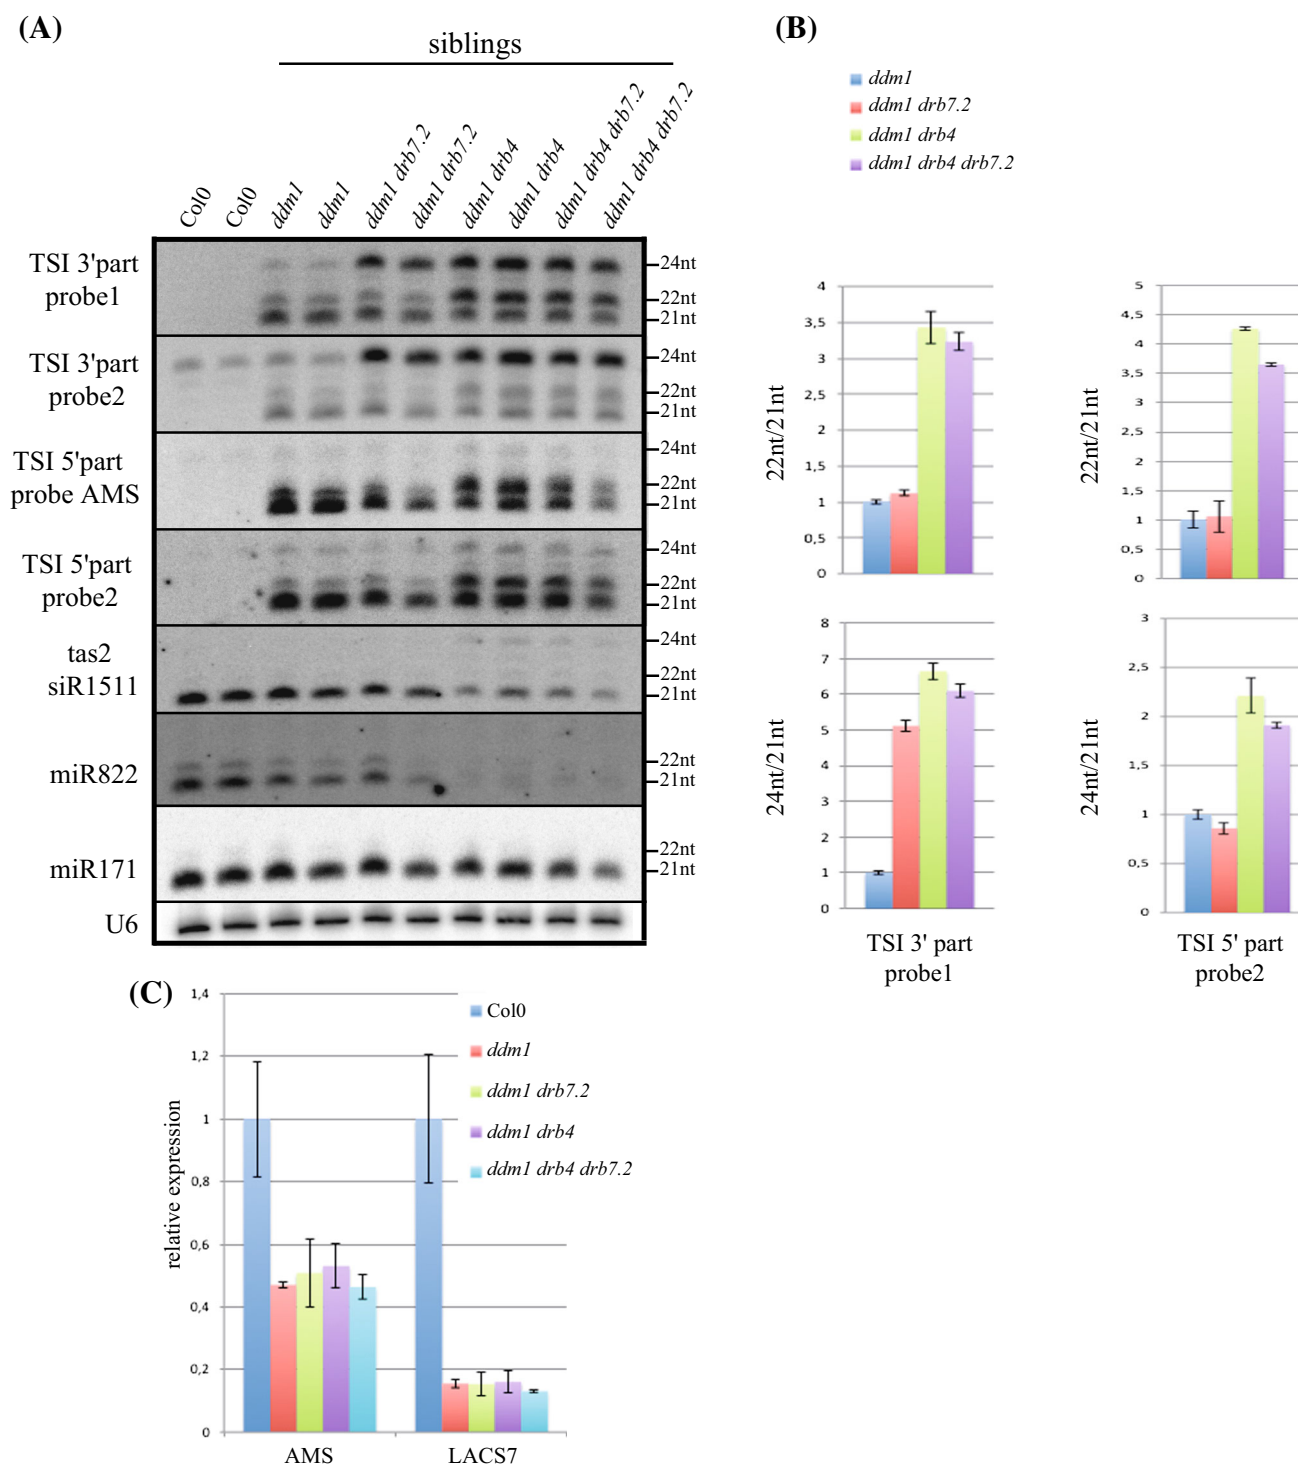 (A)
siblings
Col0
Col0
ddm1
ddm1
ddm1 drb7.2
ddm1 drb7.2
ddm1 drb4
ddm1 drb4
ddm1 drb4 drb7.2
ddm1 drb4 drb7.2
TSI 3'part
probe1
24nt
22nt
21nt
TSI 3'part
probe2
24nt
22nt
21nt
TSI 5'part
probe AMS
24nt
22nt
21nt
TSI 5'part
probe2
24nt
22nt
21nt
tas2
siR1511
24nt
22nt
21nt
miR822
22nt
21nt
miR171
22nt
21nt
U6
(B)
ddm1
ddm1 drb7.2
ddm1 drb4
ddm1 drb4 drb7.2
22nt/21nt
4
3,5
3
2,5
2
1,5
1
0,5
0
22nt/21nt
5
4,5
4
3,5
3
2,5
2
1,5
1
0,5
0
24nt/21nt
8
7
6
5
4
3
2
1
0
TSI 3' part
probe1
24nt/21nt
3
2,5
2
1,5
1
0,5
0
TSI 5' part
probe2
(C)
relative expression
1,4
1,2
1
0,8
0,6
0,4
0,2
0
Col0
ddm1
ddm1 drb7.2
ddm1 drb4
ddm1 drb4 drb7.2
AMS
LACS7